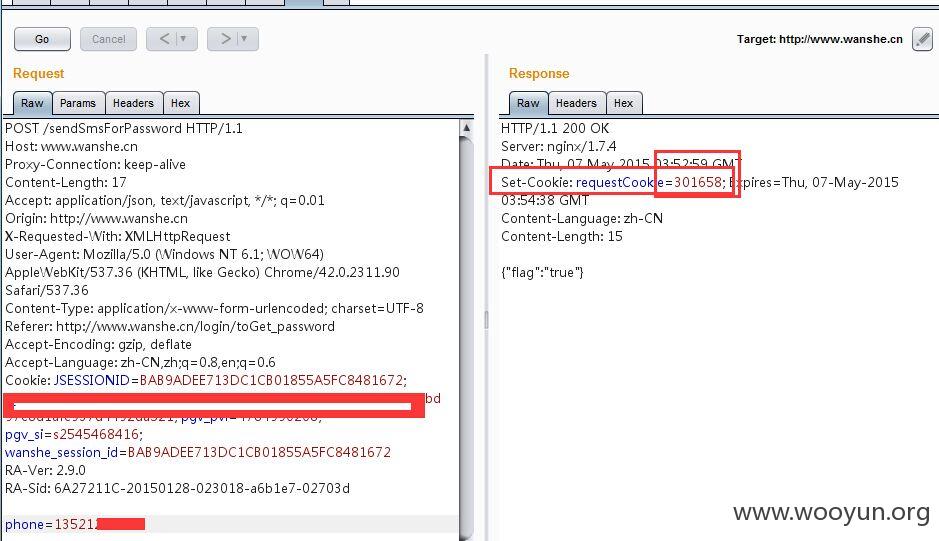 Go
Cancel
<
>
Target: http://www.wanshe.cn
Request
Raw
Params
Headers
Hex
POST /sendSmsForPassword HTTP/1.1
Host: www.wanshe.cn
Proxy-Connection: keep-alive
Content-Length: 17
Accept: application/json, text/javascript, */*; q=0.01
Origin: http://www.wanshe.cn
X-Requested-With: XMLHttpRequest
User-Agent: Mozilla/5.0 (Windows NT 6.1; WOW64)
AppleWebKit/537.36 (KHTML, like Gecko) Chrome/42.0.2311.90
Safari/537.36
Content-Type: application/x-www-form-urlencoded; charset=UTF-8
Referer: http://www.wanshe.cn/login/toGet_password
Accept-Encoding: gzip, deflate
Accept-Language: zh-CN,zh;q=0.8,en;q=0.6
Cookie: JSESSIONID=BAB9ADEE713DC1CB01855A5FC8481672;
bd
pgv_si=s2545468416;
wanshe_session_id=BAB9ADEE713DC1CB01855A5FC8481672
RA-Ver: 2.9.0
RA-Sid: 6A27211C-20150128-023018-a6b1e7-02703d
phone=13521
Response
Raw
Headers
Hex
HTTP/1.1 200 OK
Server: nginx/1.7.4
Date: Thu, 07 May 2015 03:52:59 GMT
Set-Cookie: requestCookie=301658; Expires=Thu, 07-May-2015
03:54:38 GMT
Content-Language: zh-CN
Content-Length: 15
{"flag":"true"}
www.wooyun.org